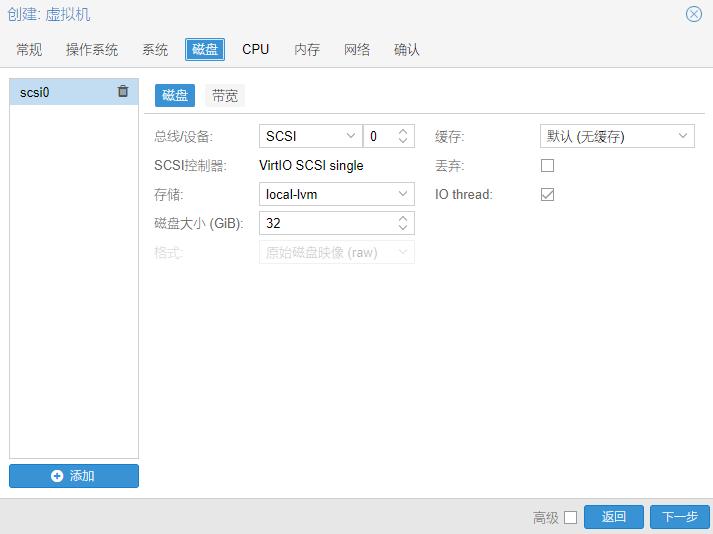 创建: 虚拟机
常规 操作系统 系统 磁盘 CPU 内存 网络 确认
scsi0
磁盘 带宽
总线/设备: SCSI 0 缓存: 默认 (无缓存)
SCSI控制器: VirtIO SCSI single 丢弃:
存储: local-lvm IO thread:
磁盘大小 (GiB): 32
格式: 原始磁盘映像 (raw)
添加
高级 返回 下一步